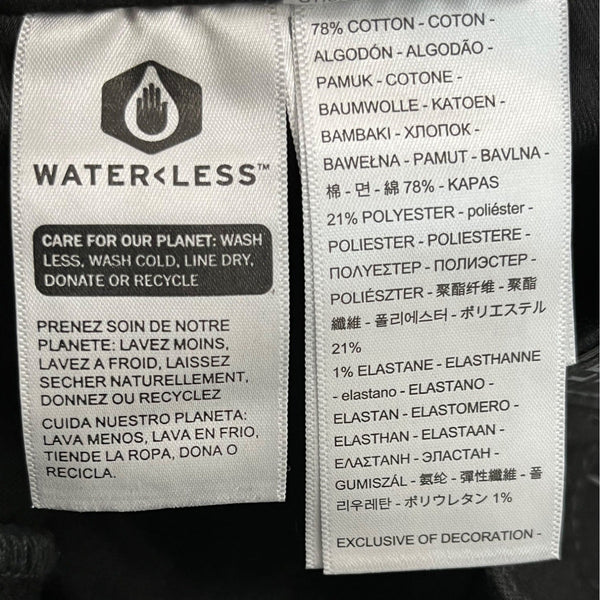 WATER<LESS™
CARE FOR OUR PLANET: WASH
LESS, WASH COLD, LINE DRY,
DONATE OR RECYCLE
PRENEZ SOIN DE NOTRE
PLANETE: LAVEZ MOINS,
LAVEZ A FROID, LAISSEZ
SECHER NATURELLEMENT,
DONNEZ OU RECYCLEZ
CUIDA NUESTRO PLANETA:
LAVA MENOS, LAVA EN FRIO,
TIENDE LA ROPA, DONA O
RECICLA.
78% COTTON - COTON -
ALGODÓN - ALGODÃO -
PAMUK - COTONE -
BAUMWOLLE - KATOEN -
BAMBAKI - ХЛОПОК -
BAWEŁNA - PAMUT - BAVLNA -
棉 - 면 - 綿 78% - KAPAS
21% POLYESTER - poliéster -
POLIESTER - POLIESTERE -
ΠΟΛΥΕΣΤΕΡ - ПОЛИЭСТЕР -
POLIÉSZTER - 聚酯纤维 - 聚酯
纖維 - 폴리에스터 - ポリエステル
21%
1% ELASTANE - ELASTHANNE
- elastano - ELASTANO -
ELASTAN - ELASTOMERO -
ELASTHAN - ELASTAAN -
ΕΛΑΣΤΑΝΗ - ЭЛАСТАН -
GUMISZÁL - 氨纶 - 彈性纖維 - 폴
리우레탄 - ポリウレタン 1%
EXCLUSIVE OF DECORATION -